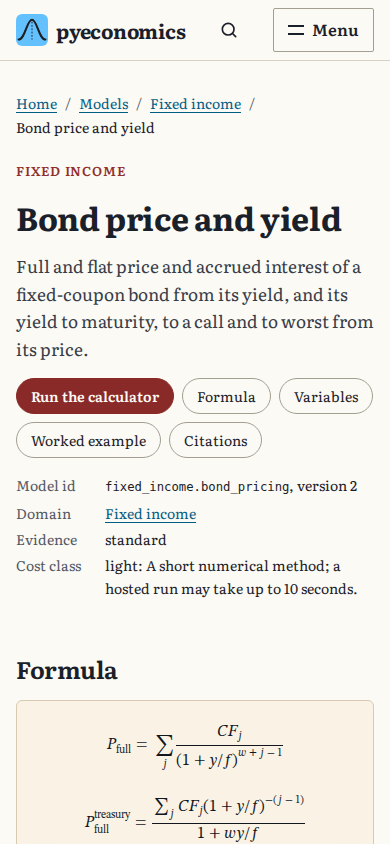 pyeconomics
Menu
Home / Models / Fixed income /
Bond price and yield
FIXED INCOME
Bond price and yield
Full and flat price and accrued interest of a
fixed-coupon bond from its yield, and its
yield to maturity, to a call and to worst from
its price.
Run the calculator Formula Variables
Worked example Citations
Model id fixed_income.bond_pricing, version 2
Domain Fixed income
Evidence standard
Cost class light: A short numerical method; a
hosted run may take up to 10 seconds.
Formula
P_full = ∑_j CF_j / (1 + y/f)^(w + j − 1)
P_full^treasury = ∑_j CF_j(1 + y/f)^−(j − 1) / 1 + wy/f